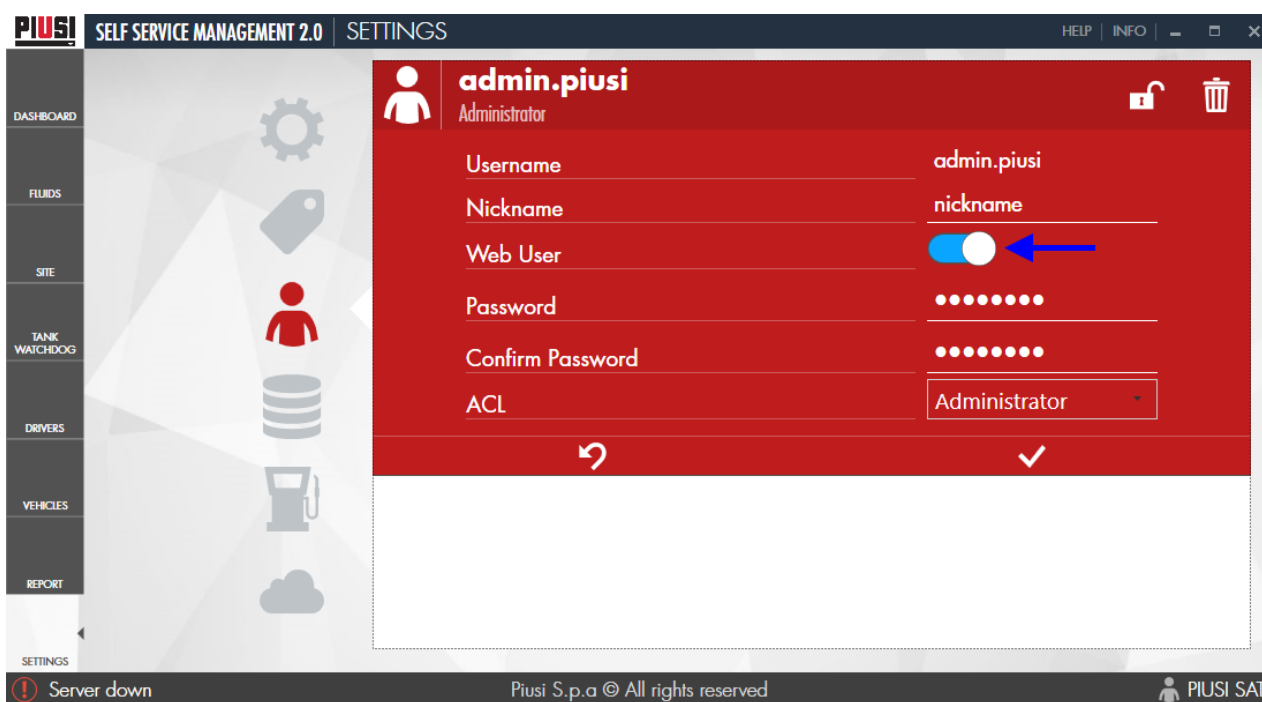 PIUSI SELF SERVICE MANAGEMENT 2.0 SETTINGS HELP INFO
DASHBOARD
FLUIDS
SITE
TANK
WATCHDOG
DRIVERS
VEHICLES
REPORT
SETTINGS
admin.piusi
Administrator
Username admin.piusi
Nickname nickname
Web User
Password ●●●●●●●●
Confirm Password ●●●●●●●●
ACL Administrator
Server down Piusi S.p.a © All rights reserved PIUSI SAT